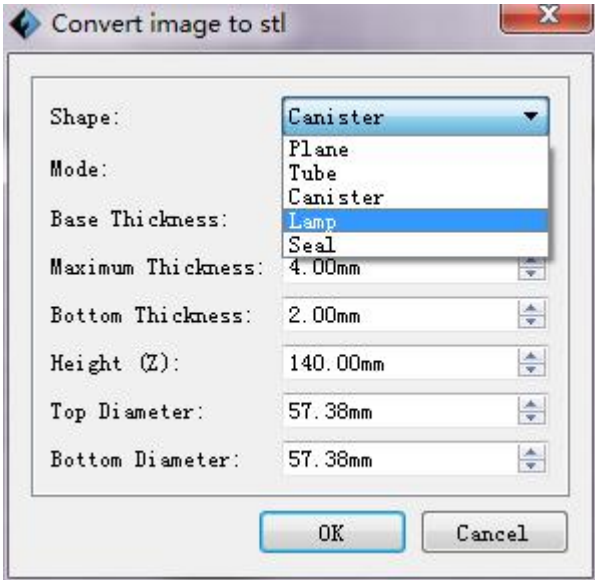 Convert image to stl
Shape: Canister
Plane
Mode:
Tube
Canister
Base Thickness: Lamp
Seal
Maximum Thickness: 4.00mm
Bottom Thickness: 2.00mm
Height (Z): 140.00mm
Top Diameter: 57.38mm
Bottom Diameter: 57.38mm
OK Cancel